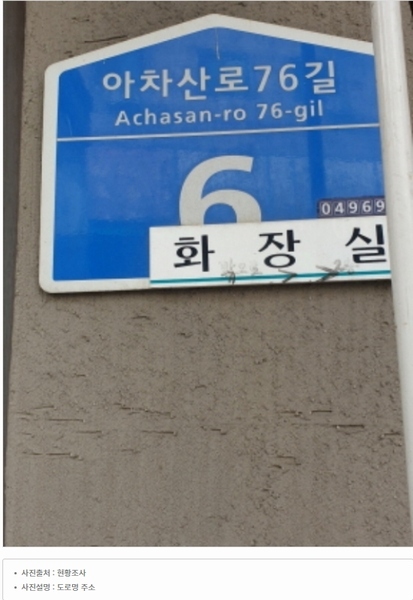 아차산로76길
Achasan-ro 76-gil
6
04969
화 장 실
• 사진출처 : 현황조사
• 사진설명 : 도로명 주소